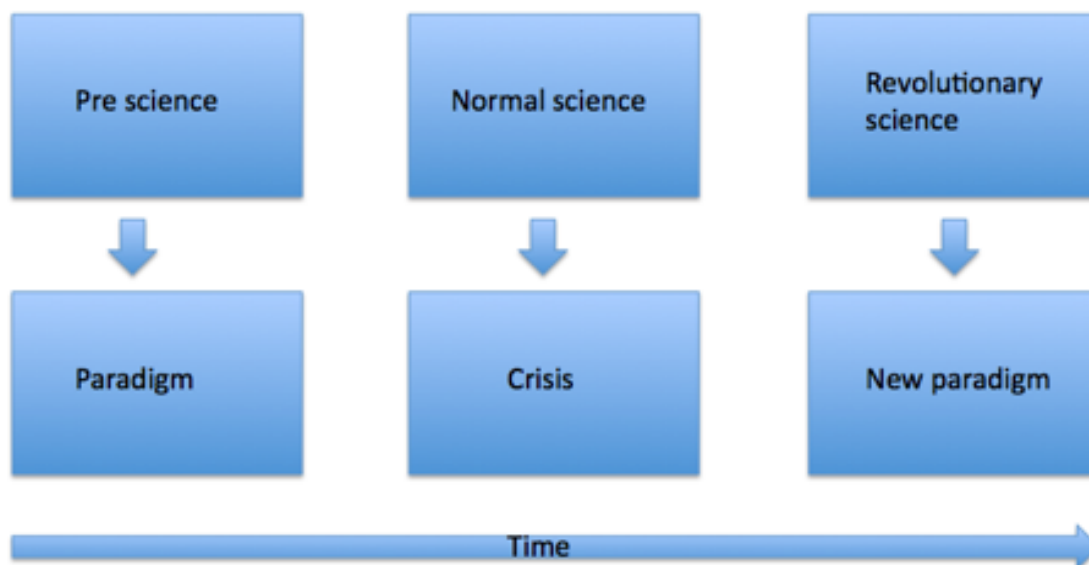 Pre science
Normal science
Revolutionary
science
Paradigm
Crisis
New paradigm
Time